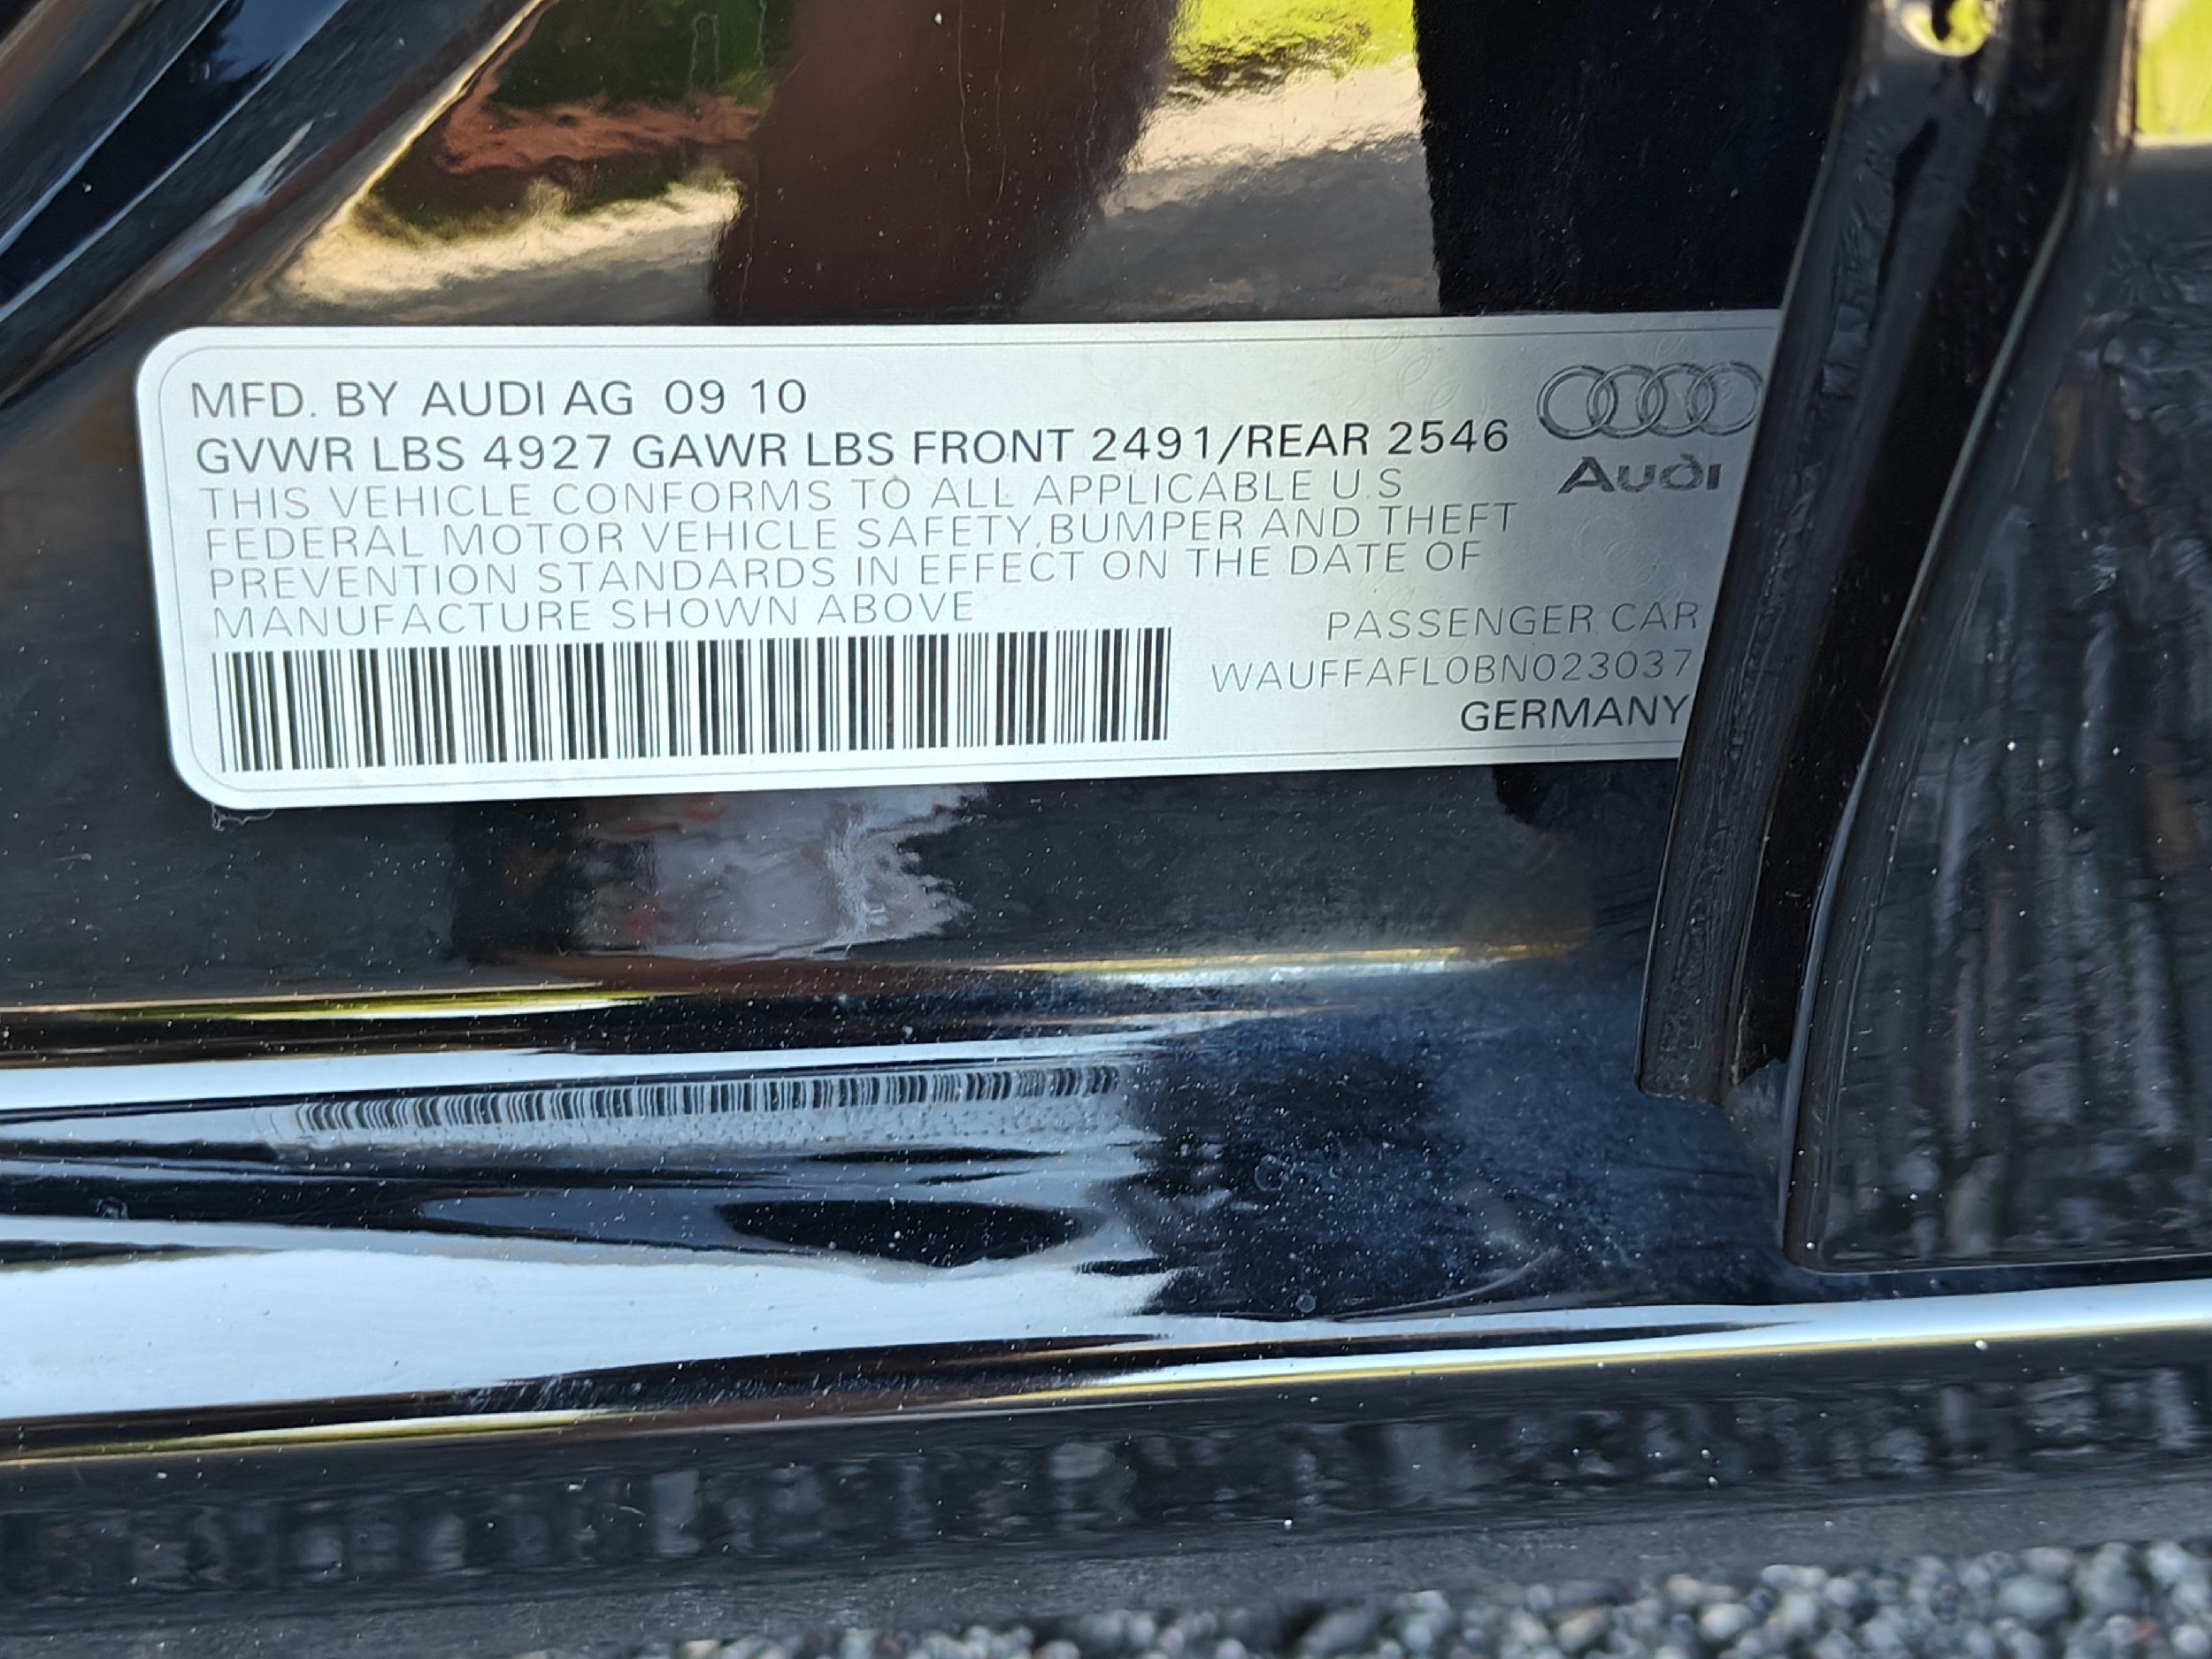 MFD. BY AUDI AG 09 10
GVWR LBS 4927 GAWR LBS FRONT 2491/REAR 2546
Audi
THIS VEHICLE CONFORMS TO ALL APPLICABLE U.S
FEDERAL MOTOR VEHICLE SAFETY,BUMPER AND THEFT
PREVENTION STANDARDS IN EFFECT ON THE DATE OF
MANUFACTURE SHOWN ABOVE
PASSENGER CAR
WAUFFAFL0BN023037
GERMANY